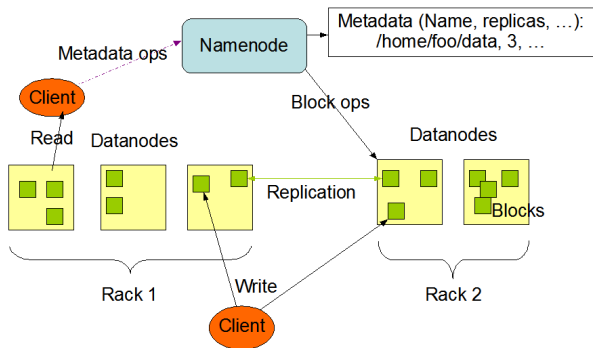 Metadata (Name, replicas, …):
/home/foo/data, 3, …
Namenode
Metadata ops
Client
Block ops
Read
Datanodes
Datanodes
Replication
Blocks
Rack 1
Write
Rack 2
Client